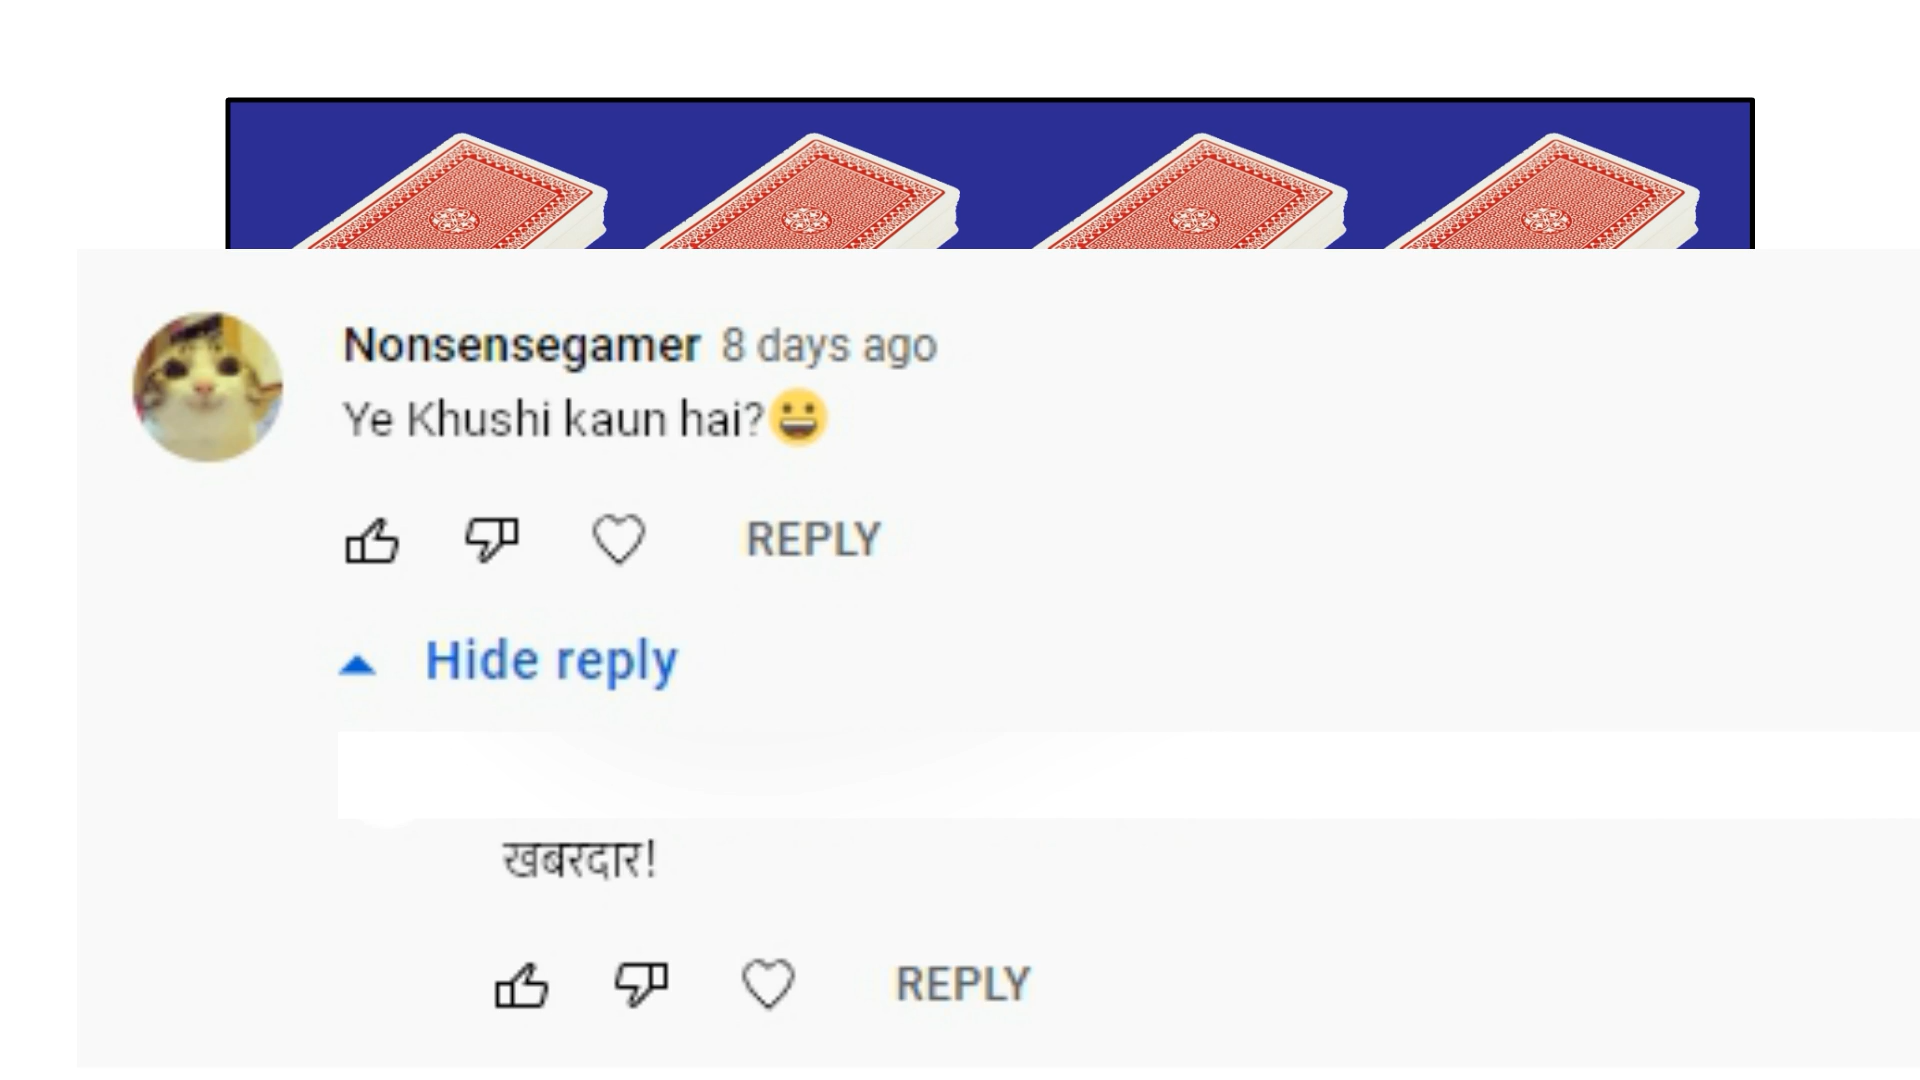 Nonsensegamer 8 days ago
Ye Khushi kaun hai?😀
REPLY
Hide reply
खबरदार!
REPLY